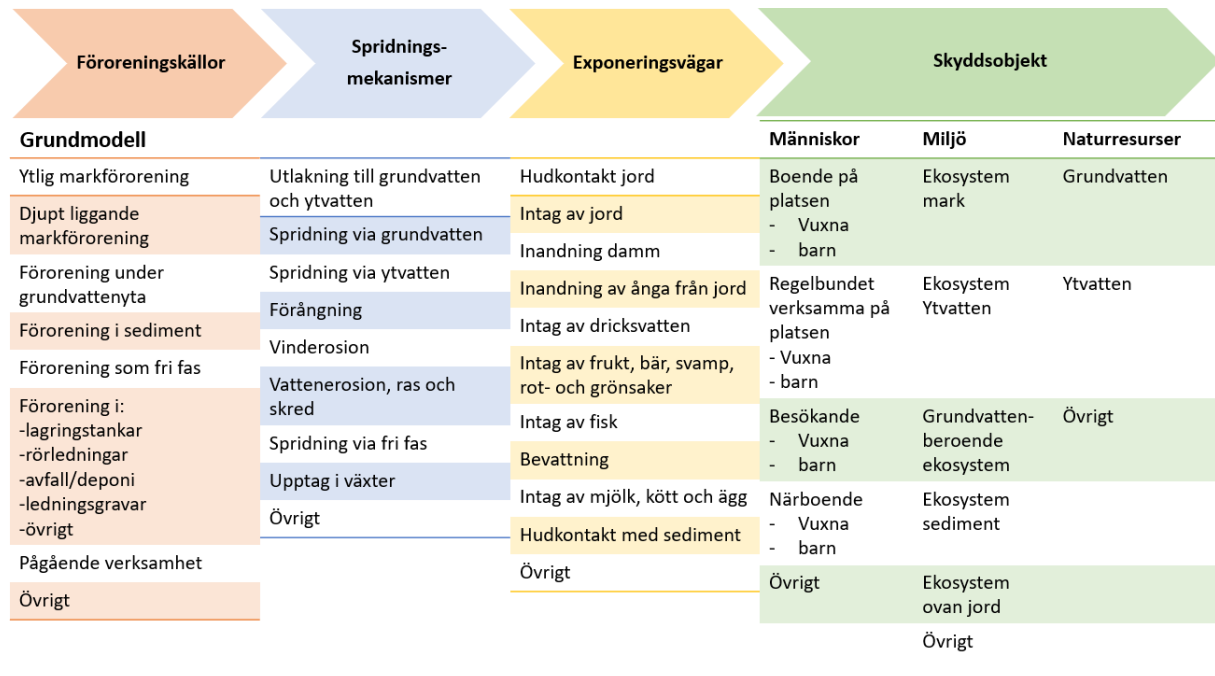 Föroreningskällor
Spridnings-
mekanismer
Exponeringsvägar
Skyddsobjekt
Grundmodell
Ytlig markförorening
Djupt liggande
markförorening
Förorening under
grundvattenyta
Förorening i sediment
Förorening som fri fas
Förorening i:
-lagringstankar
-rörledningar
-avfall/deponi
-ledningsgravar
-övrigt
Pågående verksamhet
Övrigt
Utlakning till grundvatten
och ytvatten
Spridning via grundvatten
Spridning via ytvatten
Förångning
Vinderosion
Vattenerosion, ras och
skred
Spridning via fri fas
Upptag i växter
Övrigt
Hudkontakt jord
Intag av jord
Inandning damm
Inandning av ånga från jord
Intag av dricksvatten
Intag av frukt, bär, svamp,
rot- och grönsaker
Intag av fisk
Bevattning
Intag av mjölk, kött och ägg
Hudkontakt med sediment
Övrigt
Människor
Boende på
platsen
- Vuxna
- barn
Regelbundet
verksamma på
platsen
- Vuxna
- barn
Besökande
- Vuxna
- barn
Närboende
- Vuxna
- barn
Övrigt
Miljö
Ekosystem
mark
Ekosystem
Ytvatten
Grundvatten-
beroende
ekosystem
Ekosystem
sediment
Ekosystem
ovan jord
Övrigt
Naturresurser
Grundvatten
Ytvatten
Övrigt